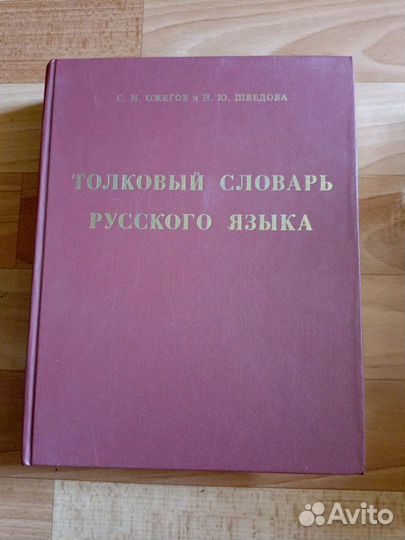 С. И. ОЖЕГОВ и Н. Ю. ШВЕДОВА
ТОЛКОВЫЙ СЛОВАРЬ
РУССКОГО ЯЗЫКА
Avito